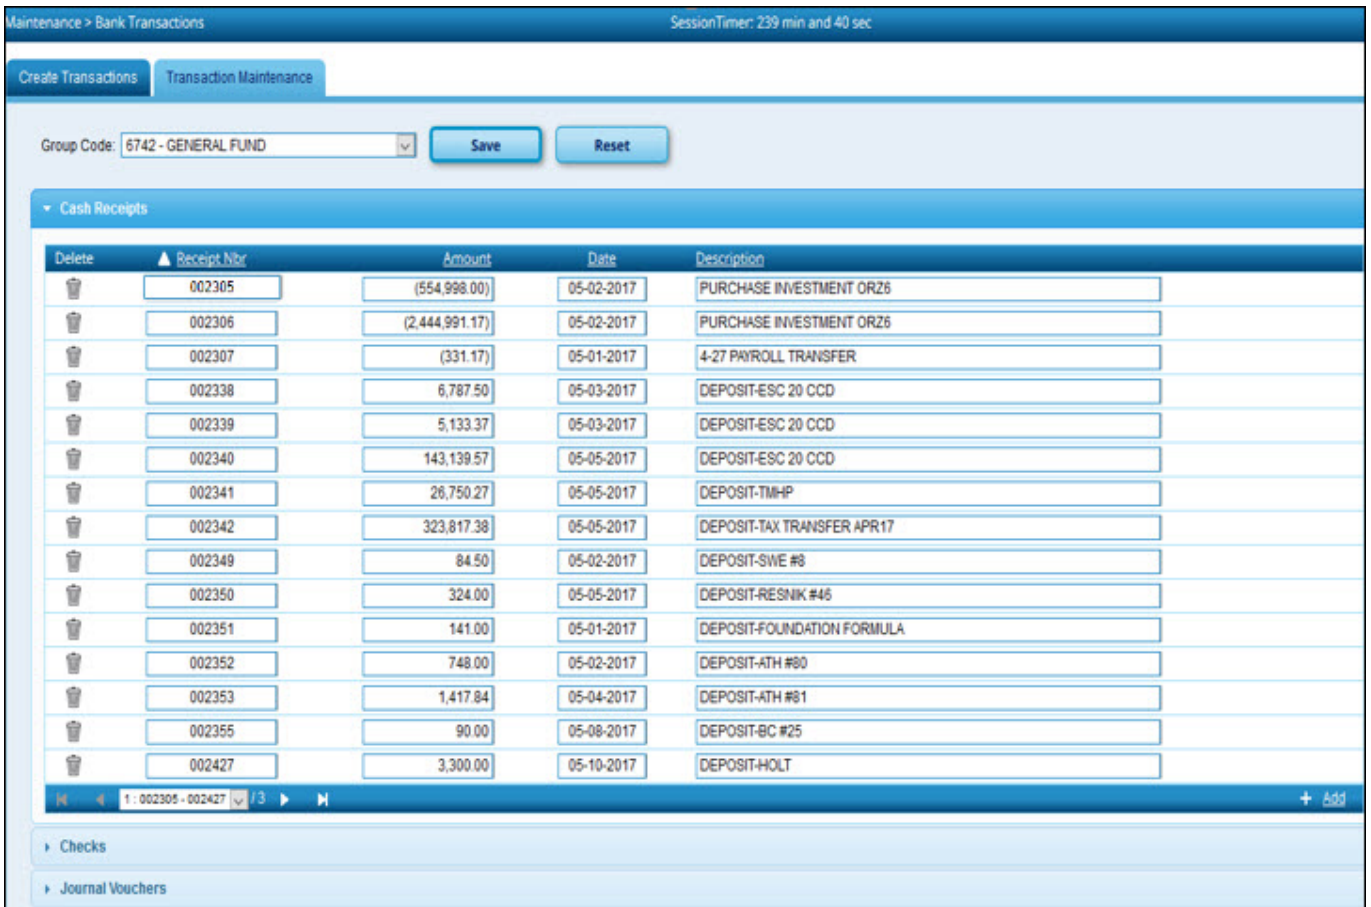 Maintenance > Bank Transactions SessionTimer: 239 min and 40 sec
Create Transactions Transaction Maintenance
Group Code: 6742 - GENERAL FUND Save Reset
Cash Receipts
Delete Receipt Nbr Amount Date Description
002305 (554,998.00) 05-02-2017 PURCHASE INVESTMENT ORZ6
002306 (2,444,991.17) 05-02-2017 PURCHASE INVESTMENT ORZ6
002307 (331.17) 05-01-2017 4-27 PAYROLL TRANSFER
002338 6,787.50 05-03-2017 DEPOSIT-ESC 20 CCD
002339 5,133.37 05-03-2017 DEPOSIT-ESC 20 CCD
002340 143,139.57 05-05-2017 DEPOSIT-ESC 20 CCD
002341 26,750.27 05-05-2017 DEPOSIT-TMHP
002342 323,817.38 05-05-2017 DEPOSIT-TAX TRANSFER APR17
002349 84.50 05-02-2017 DEPOSIT-SWE #8
002350 324.00 05-05-2017 DEPOSIT-RESNIK #46
002351 141.00 05-01-2017 DEPOSIT-FOUNDATION FORMULA
002352 748.00 05-02-2017 DEPOSIT-ATH #80
002353 1,417.84 05-04-2017 DEPOSIT-ATH #81
002355 90.00 05-08-2017 DEPOSIT-BC #25
002427 3,300.00 05-10-2017 DEPOSIT-HOLT
1 : 002305 - 002427 / 3 + Add
Checks
Journal Vouchers